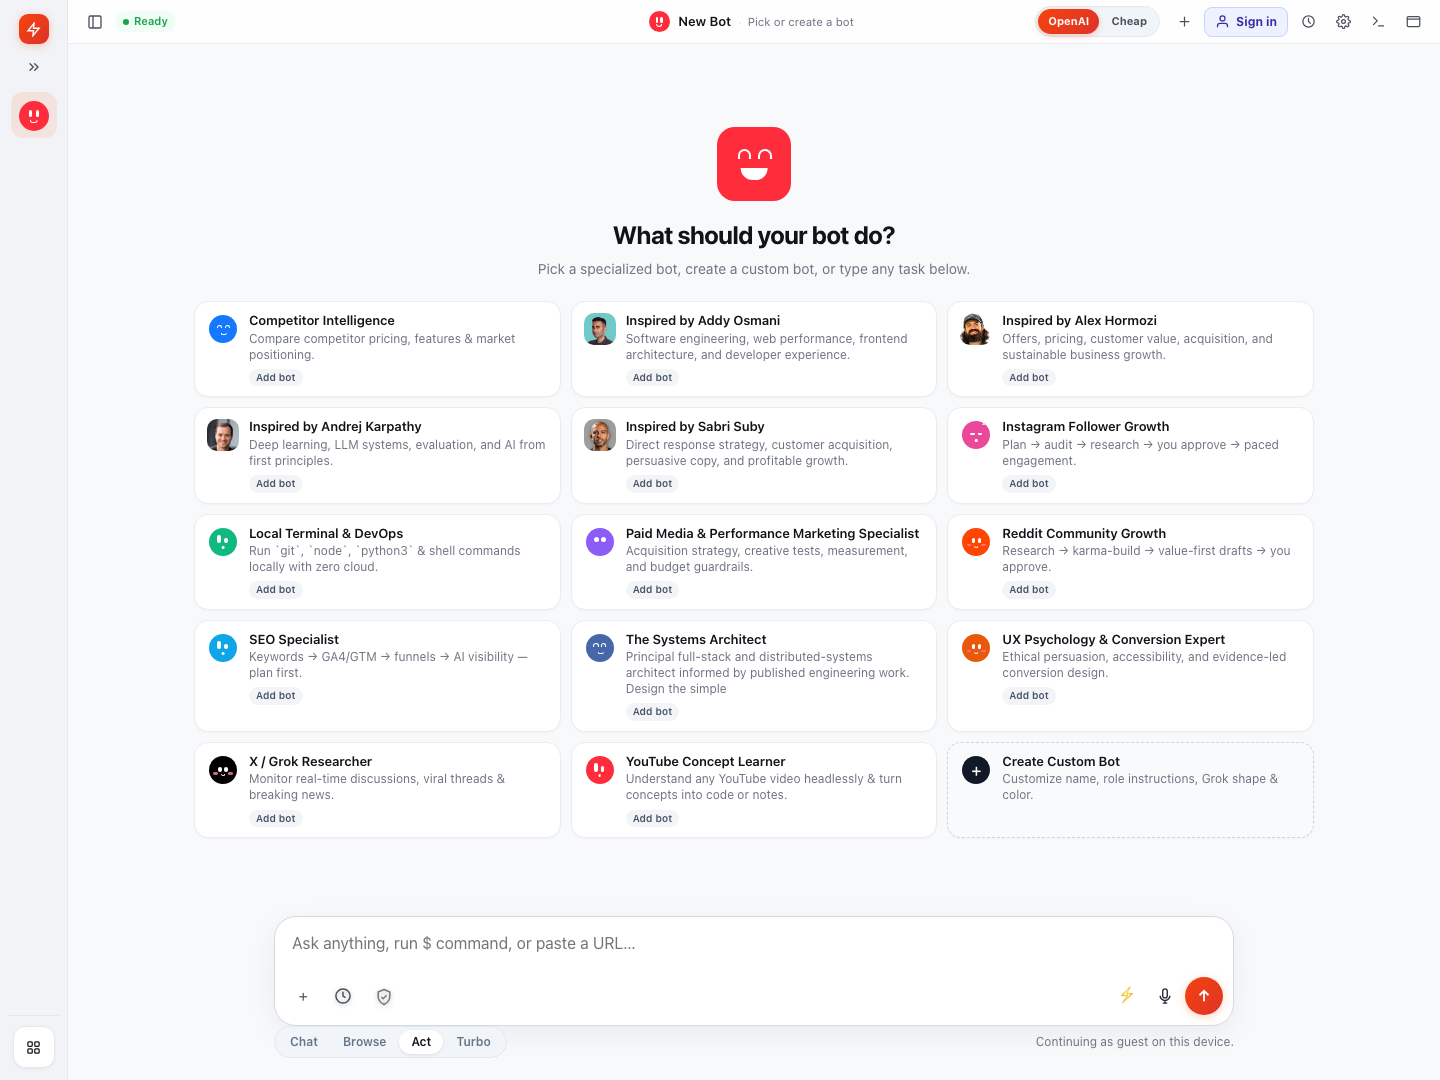 Ready
New Bot · Pick or create a bot
OpenAI Cheap
Sign in
What should your bot do?
Pick a specialized bot, create a custom bot, or type any task below.
Competitor Intelligence
Compare competitor pricing, features & market
positioning.
Add bot
Inspired by Addy Osmani
Software engineering, web performance, frontend
architecture, and developer experience.
Add bot
Inspired by Alex Hormozi
Offers, pricing, customer value, acquisition, and
sustainable business growth.
Add bot
Inspired by Andrej Karpathy
Deep learning, LLM systems, evaluation, and AI from
first principles.
Add bot
Inspired by Sabri Suby
Direct response strategy, customer acquisition,
persuasive copy, and profitable growth.
Add bot
Instagram Follower Growth
Plan → audit → research → you approve → paced
engagement.
Add bot
Local Terminal & DevOps
Run `git`, `node`, `python3` & shell commands
locally with zero cloud.
Add bot
Paid Media & Performance Marketing Specialist
Acquisition strategy, creative tests, measurement,
and budget guardrails.
Add bot
Reddit Community Growth
Research → karma-build → value-first drafts → you
approve.
Add bot
SEO Specialist
Keywords → GA4/GTM → funnels → AI visibility —
plan first.
Add bot
The Systems Architect
Principal full-stack and distributed-systems
architect informed by published engineering work.
Design the simple
Add bot
UX Psychology & Conversion Expert
Ethical persuasion, accessibility, and evidence-led
conversion design.
Add bot
X / Grok Researcher
Monitor real-time discussions, viral threads &
breaking news.
Add bot
YouTube Concept Learner
Understand any YouTube video headlessly & turn
concepts into code or notes.
Add bot
Create Custom Bot
Customize name, role instructions, Grok shape &
color.
Ask anything, run $ command, or paste a URL...
Chat Browse Act Turbo
Continuing as guest on this device.